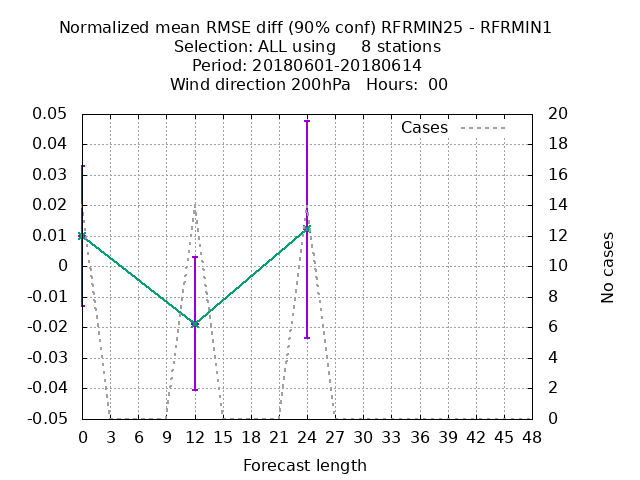 Normalized mean RMSE diff (90% conf) RFRMIN25 - RFRMIN1
Selection: ALL using     8 stations
Period: 20180601-20180614
Wind direction 200hPa   Hours:  00
0.05 20
0.04 18
0.03 16
0.02 14
0.01 12
0 10
-0.01 8
-0.02 6
-0.03 4
-0.04 2
-0.05 0
Cases
No cases
0 3 6 9 12 15 18 21 24 27 30 33 36 39 42 45 48
Forecast length